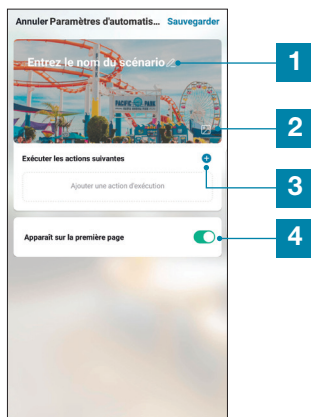 Annuler Paramètres d'automatis... Sauvegarder
Entrez le nom du scénario
1
PACIFIC PARK
2
Exécuter les actions suivantes
3
Ajouter une action d'exécution
Apparaît sur la première page
4